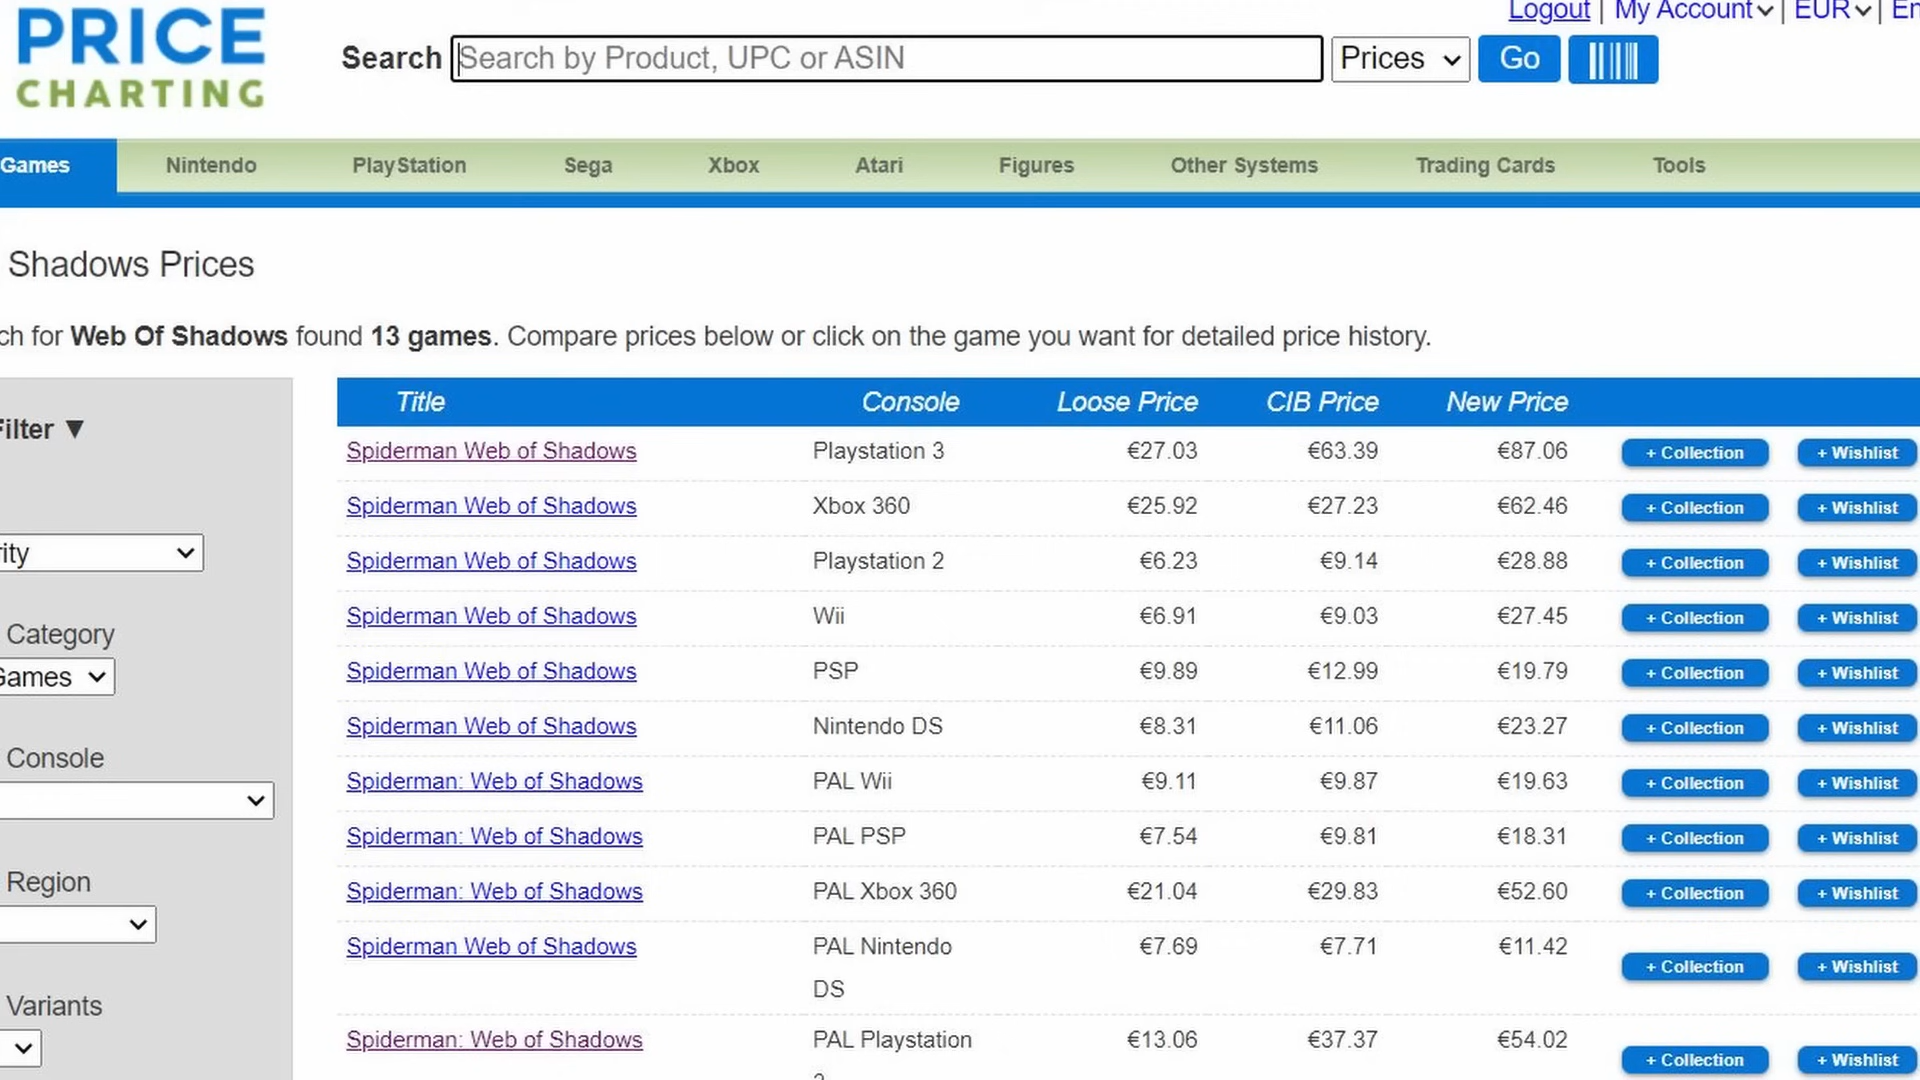 PRICE
CHARTING
Logout | My Account | EUR | En
Search Search by Product, UPC or ASIN Prices Go
Games Nintendo PlayStation Sega Xbox Atari Figures Other Systems Trading Cards Tools
Shadows Prices
ch for Web Of Shadows found 13 games. Compare prices below or click on the game you want for detailed price history.
Filter ▼
rity
Category
Games
Console
Region
Variants
Title Console Loose Price CIB Price New Price
Spiderman Web of Shadows Playstation 3 €27.03 €63.39 €87.06 + Collection + Wishlist
Spiderman Web of Shadows Xbox 360 €25.92 €27.23 €62.46 + Collection + Wishlist
Spiderman Web of Shadows Playstation 2 €6.23 €9.14 €28.88 + Collection + Wishlist
Spiderman Web of Shadows Wii €6.91 €9.03 €27.45 + Collection + Wishlist
Spiderman Web of Shadows PSP €9.89 €12.99 €19.79 + Collection + Wishlist
Spiderman Web of Shadows Nintendo DS €8.31 €11.06 €23.27 + Collection + Wishlist
Spiderman: Web of Shadows PAL Wii €9.11 €9.87 €19.63 + Collection + Wishlist
Spiderman: Web of Shadows PAL PSP €7.54 €9.81 €18.31 + Collection + Wishlist
Spiderman: Web of Shadows PAL Xbox 360 €21.04 €29.83 €52.60 + Collection + Wishlist
Spiderman Web of Shadows PAL Nintendo €7.69 €7.71 €11.42 + Collection + Wishlist
DS
Spiderman: Web of Shadows PAL Playstation €13.06 €37.37 €54.02 + Collection + Wishlist